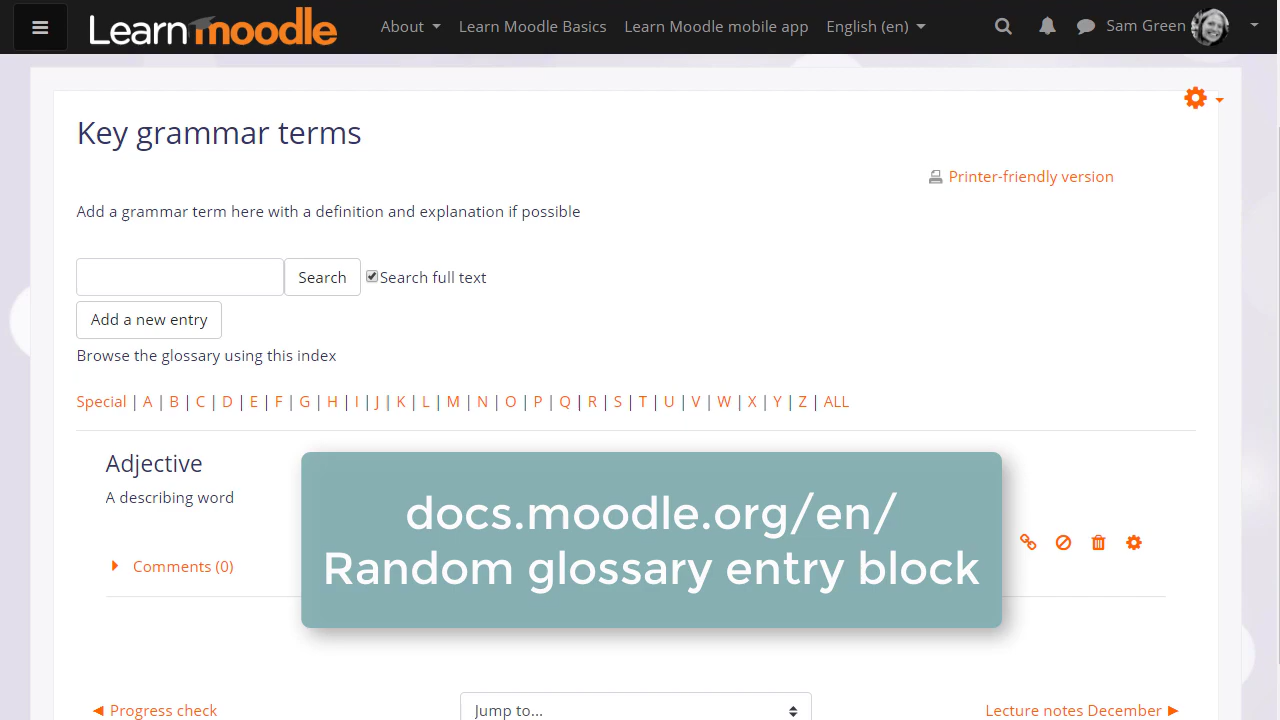 Learn moodle About Learn Moodle Basics Learn Moodle mobile app English (en) Sam Green
Key grammar terms
Printer-friendly version
Add a grammar term here with a definition and explanation if possible
Search Search full text
Add a new entry
Browse the glossary using this index
Special | A | B | C | D | E | F | G | H | I | J | K | L | M | N | O | P | Q | R | S | T | U | V | W | X | Y | Z | ALL
Adjective
A describing word
docs.moodle.org/en/
Random glossary entry block
Comments (0)
◄ Progress check Jump to... Lecture notes December ►